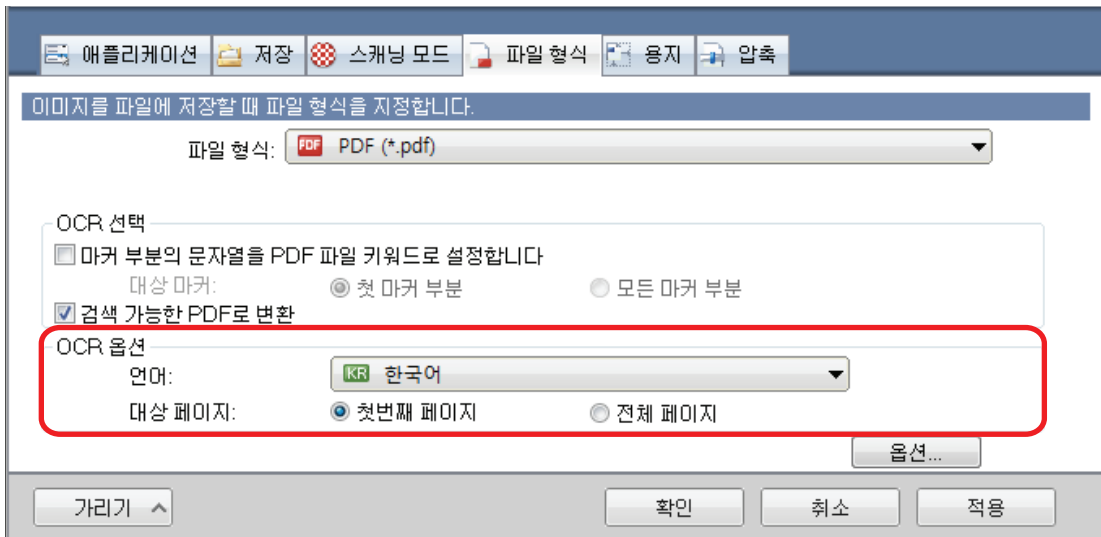 애플리케이션 저장 스캐닝 모드 파일 형식 용지 압축
이미지를 파일에 저장할 때 파일 형식을 지정합니다.
파일 형식: PDF PDF (*.pdf)
OCR 선택
마커 부분의 문자열을 PDF 파일 키워드로 설정합니다
대상 마커: 첫 마커 부분 모든 마커 부분
검색 가능한 PDF로 변환
OCR 옵션
언어: KR 한국어
대상 페이지: 첫번째 페이지 전체 페이지
옵션...
가리기 확인 취소 적용